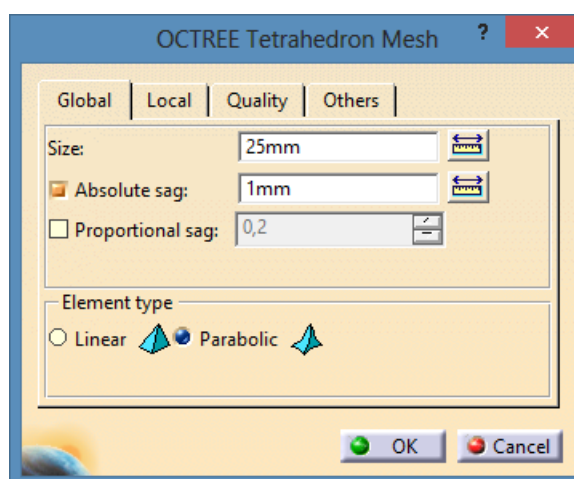 OCTREE Tetrahedron Mesh ? ×
Global Local Quality Others
Size: 25mm
Absolute sag: 1mm
Proportional sag: 0,2
Element type
Linear Parabolic
OK Cancel